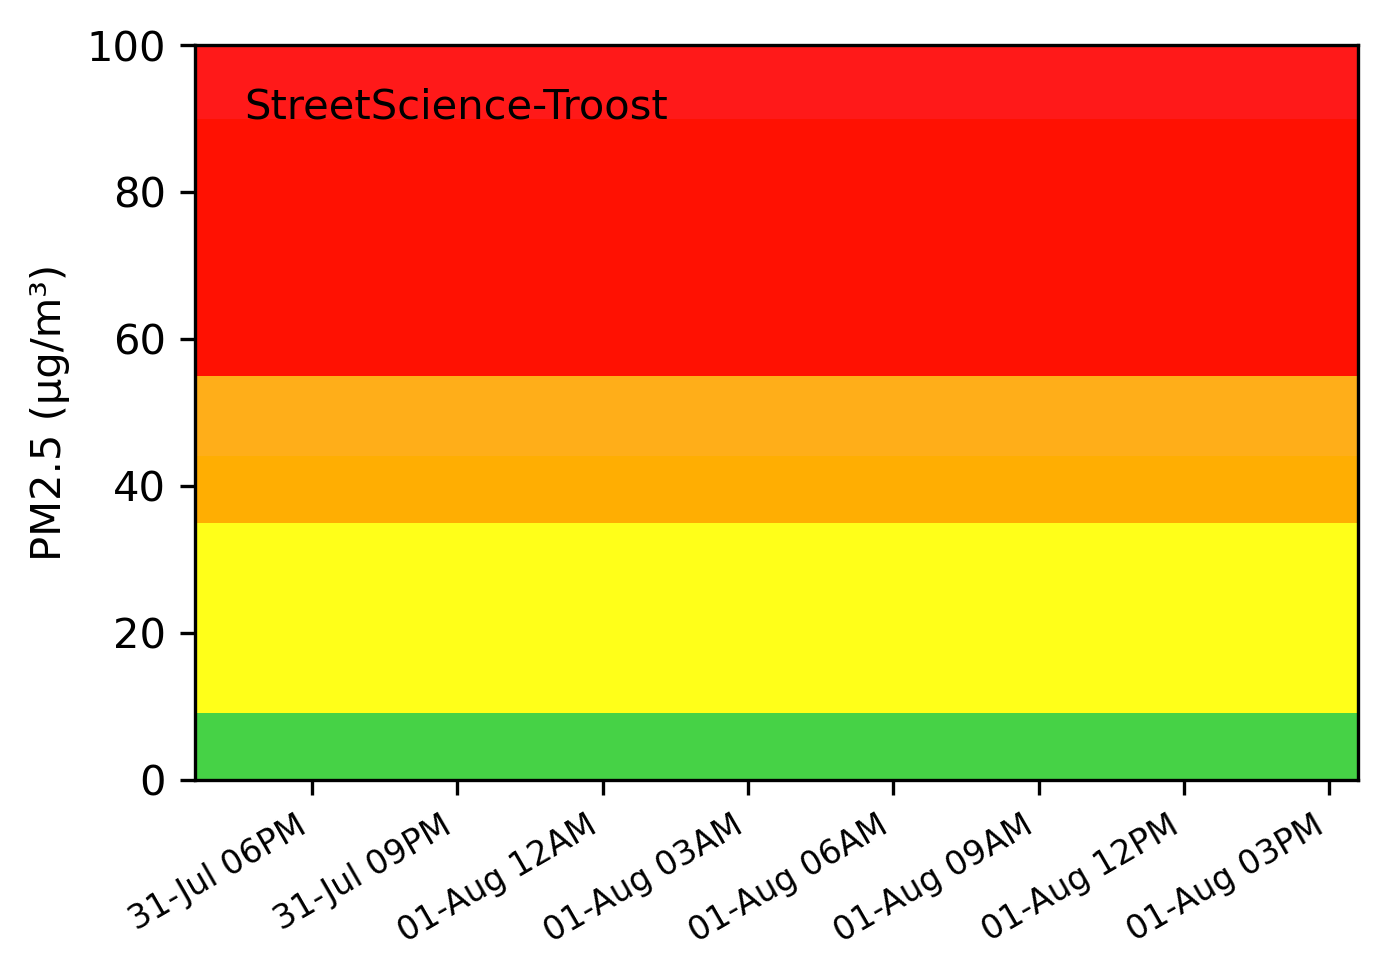 StreetScience-Troost
PM2.5 (µg/m³)
100
80
60
40
20
0
31-Jul 06PM
31-Jul 09PM
01-Aug 12AM
01-Aug 03AM
01-Aug 06AM
01-Aug 09AM
01-Aug 12PM
01-Aug 03PM